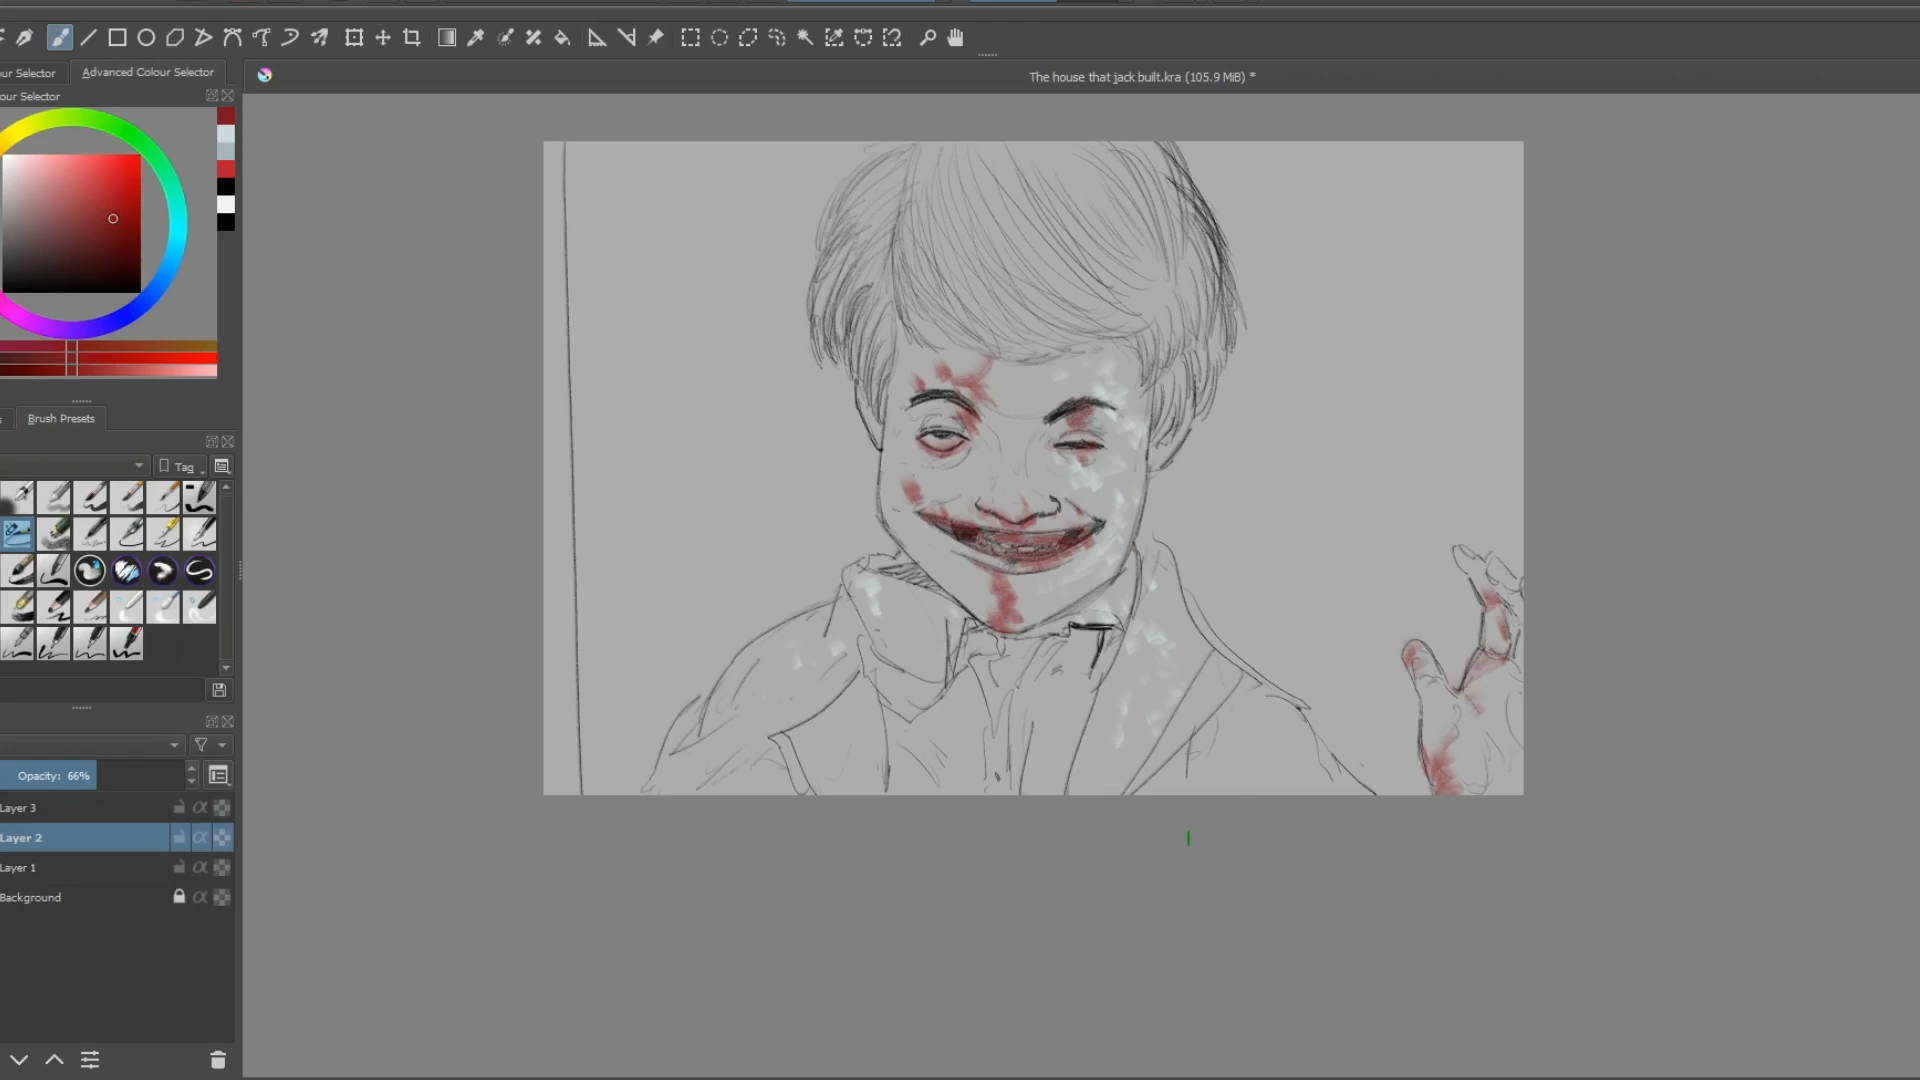 The house that jack built.kra (105.9 MiB) *
our Selector
Advanced Colour Selector
our Selector
Brush Presets
Tag
Opacity: 66%
Layer 3
Layer 2
Layer 1
Background